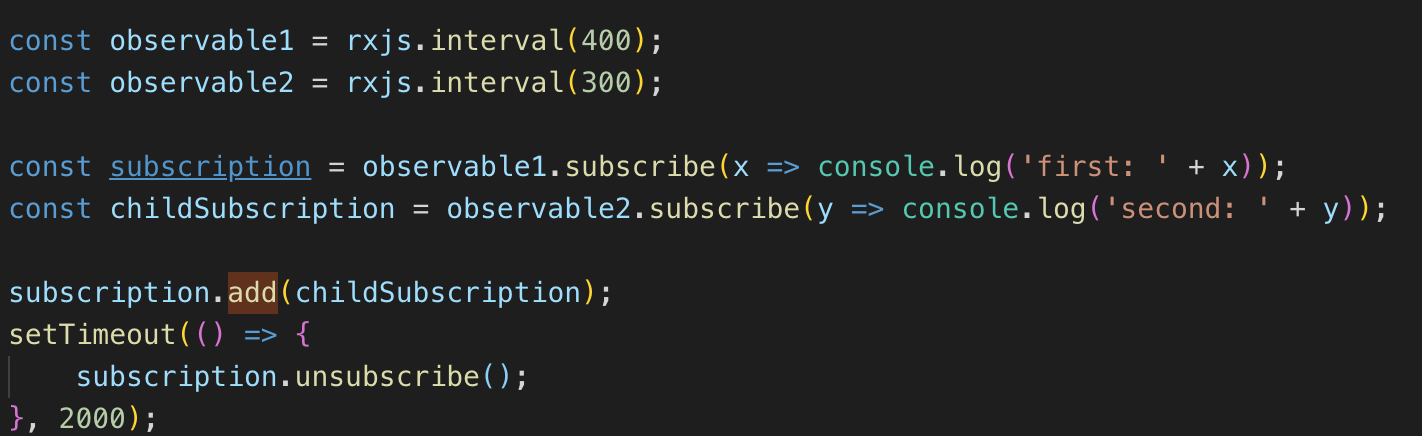 const observable1 = rxjs.interval(400);
const observable2 = rxjs.interval(300);
const subscription = observable1.subscribe(x => console.log('first: ' + x));
const childSubscription = observable2.subscribe(y => console.log('second: ' + y));
subscription.add(childSubscription);
setTimeout(() => {
    subscription.unsubscribe();
}, 2000);